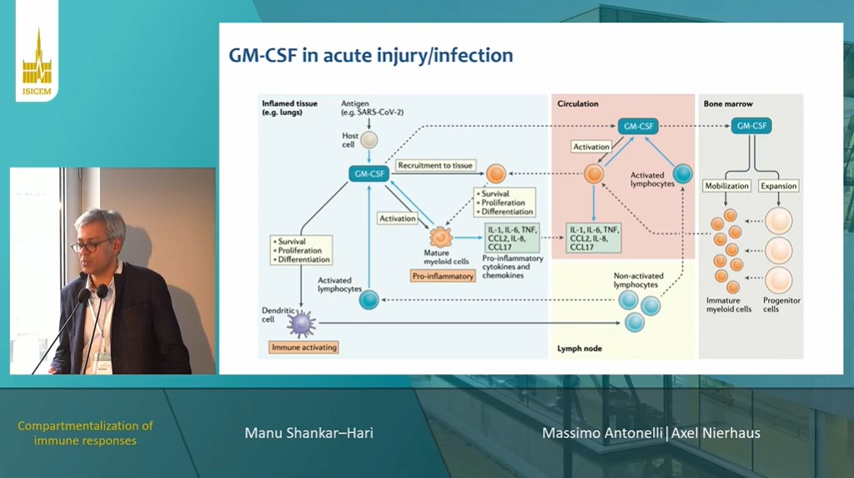 ISICEM
GM-CSF in acute injury/infection
Inflamed tissue
(e.g. lungs)
Antigen
(e.g. SARS-CoV-2)
Host
cell
GM-CSF
Recruitment to tissue
• Survival
• Proliferation
• Differentiation
Activation
Mature
myeloid cells
Pro-inflammatory
IL-1, IL-6, TNF,
CCL2, IL-8,
CCL17
Pro-inflammatory
cytokines and
chemokines
• Survival
• Proliferation
• Differentiation
Activated
lymphocytes
Dendritic
cell
Immune activating
Circulation
GM-CSF
Activation
Activated
lymphocytes
IL-1, IL-6, TNF,
CCL2, IL-8,
CCL17
Non-activated
lymphocytes
Lymph node
Bone marrow
GM-CSF
Mobilization
Expansion
Immature
myeloid cells
Progenitor
cells
Compartmentalization of
immune responses
Manu Shankar–Hari
Massimo Antonelli|Axel Nierhaus